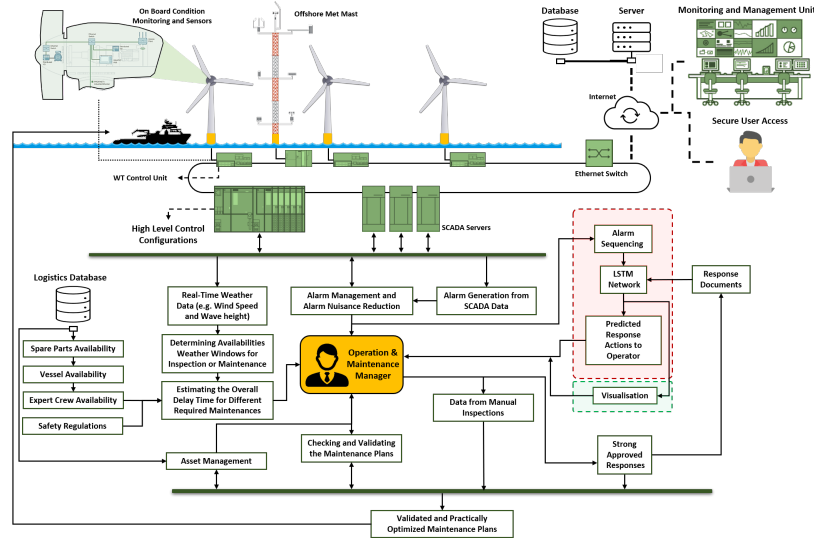 On Board Condition
Monitoring and Sensors
Offshore Met Mast
Database
Server
Monitoring and Management Unit
Internet
Secure User Access
WT Control Unit
Ethernet Switch
High Level Control
Configurations
SCADA Servers
Logistics Database
Real-Time Weather
Data (e.g. Wind Speed
and Wave height)
Alarm Management and
Alarm Nuisance Reduction
Alarm Generation from
SCADA Data
Alarm
Sequencing
LSTM
Network
Response
Documents
Predicted
Response
Actions to
Operator
Visualisation
Spare Parts Availability
Vessel Availability
Expert Crew Availability
Safety Regulations
Determining Availabilities
Weather Windows for
Inspection or Maintenance
Estimating the Overall
Delay Time for Different
Required Maintenances
Operation &
Maintenance
Manager
Data from Manual
Inspections
Asset Management
Checking and Validating
the Maintenance Plans
Strong
Approved
Responses
Validated and Practically
Optimized Maintenance Plans